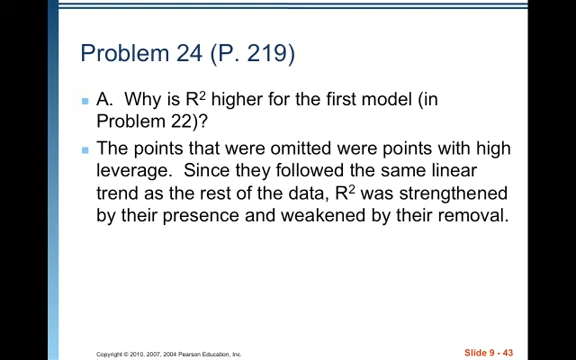 Problem 24 (P. 219)
A. Why is R² higher for the first model (in
Problem 22)?
The points that were omitted were points with high
leverage. Since they followed the same linear
trend as the rest of the data, R² was strengthened
by their presence and weakened by their removal.
Copyright © 2010, 2007, 2004 Pearson Education, Inc.
Slide 9 - 43